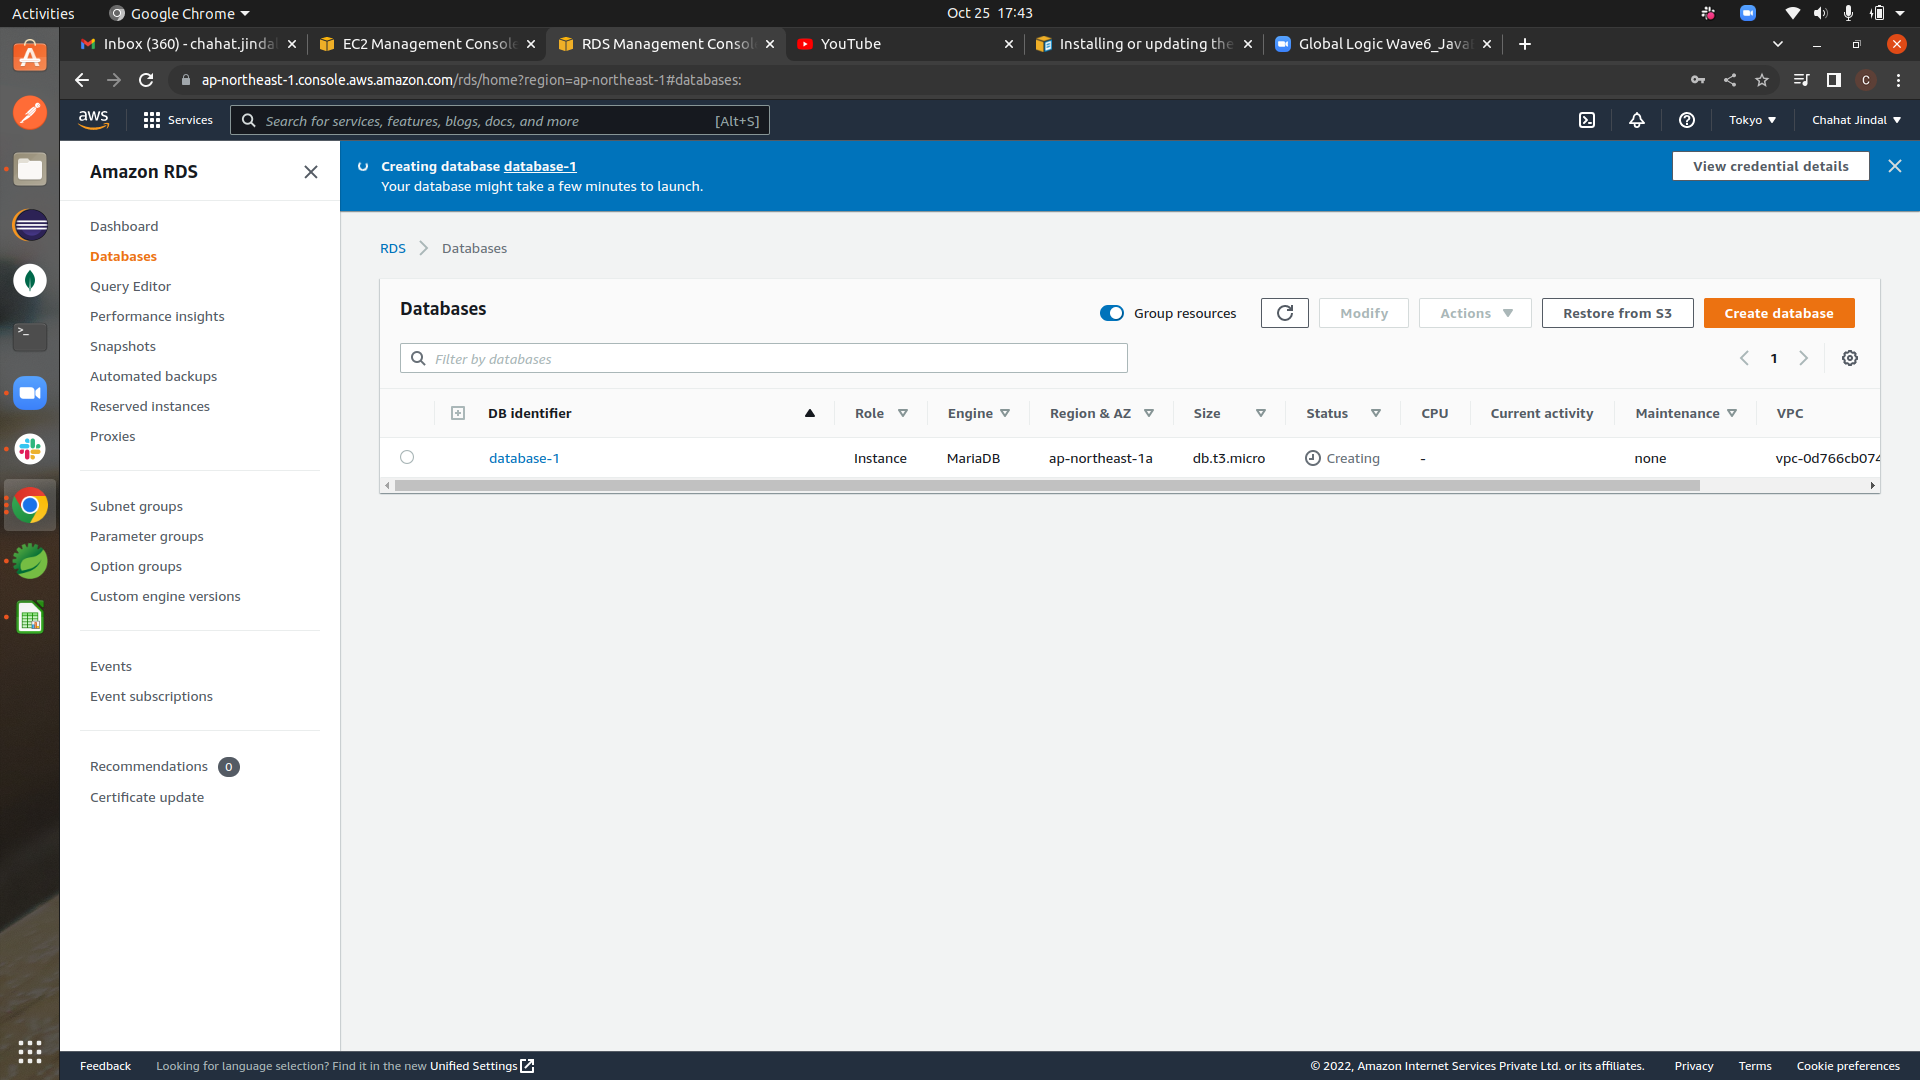 Activities
Google Chrome
Oct 25 17:43
Inbox (360) - chahat.jinda
EC2 Management Console
RDS Management Conso
YouTube
Installing or updating the
Global Logic Wave6_Java
ap-northeast-1.console.aws.amazon.com/rds/home?region=ap-northeast-1#databases:
C
aws
Services
Search for services, features, blogs, docs, and more
[Alt+S]
Tokyo
Chahat Jindal
Amazon RDS
Dashboard
Databases
Query Editor
Performance insights
Snapshots
Automated backups
Reserved instances
Proxies
Subnet groups
Parameter groups
Option groups
Custom engine versions
Events
Event subscriptions
Recommendations 0
Certificate update
Creating database database-1
Your database might take a few minutes to launch.
View credential details
RDS
Databases
Databases
Group resources
Modify
Actions
Restore from S3
Create database
Filter by databases
1
DB identifier Role Engine Region & AZ Size Status CPU Current activity Maintenance VPC
database-1 Instance MariaDB ap-northeast-1a db.t3.micro Creating - none vpc-0d766cb074
Feedback
Looking for language selection? Find it in the new Unified Settings
© 2022, Amazon Internet Services Private Ltd. or its affiliates.
Privacy
Terms
Cookie preferences